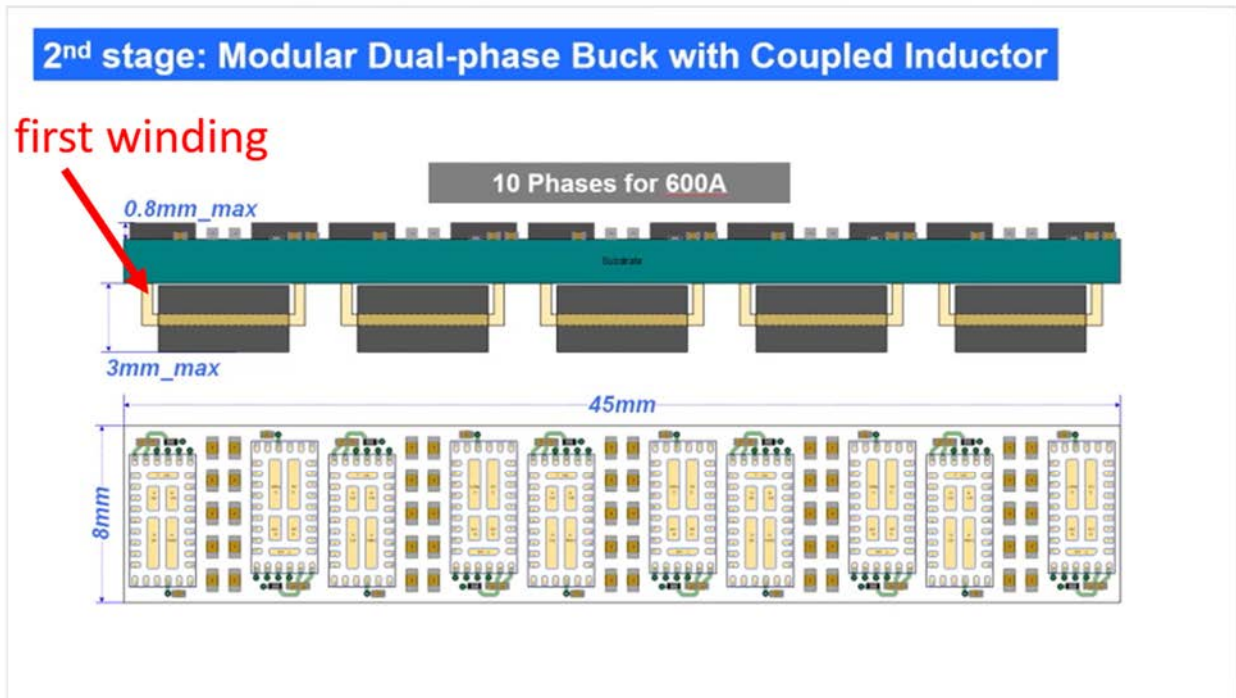 2nd stage: Modular Dual-phase Buck with Coupled Inductor
first winding
10 Phases for 600A
0.8mm_max
Substrate
3mm_max
45mm
8mm